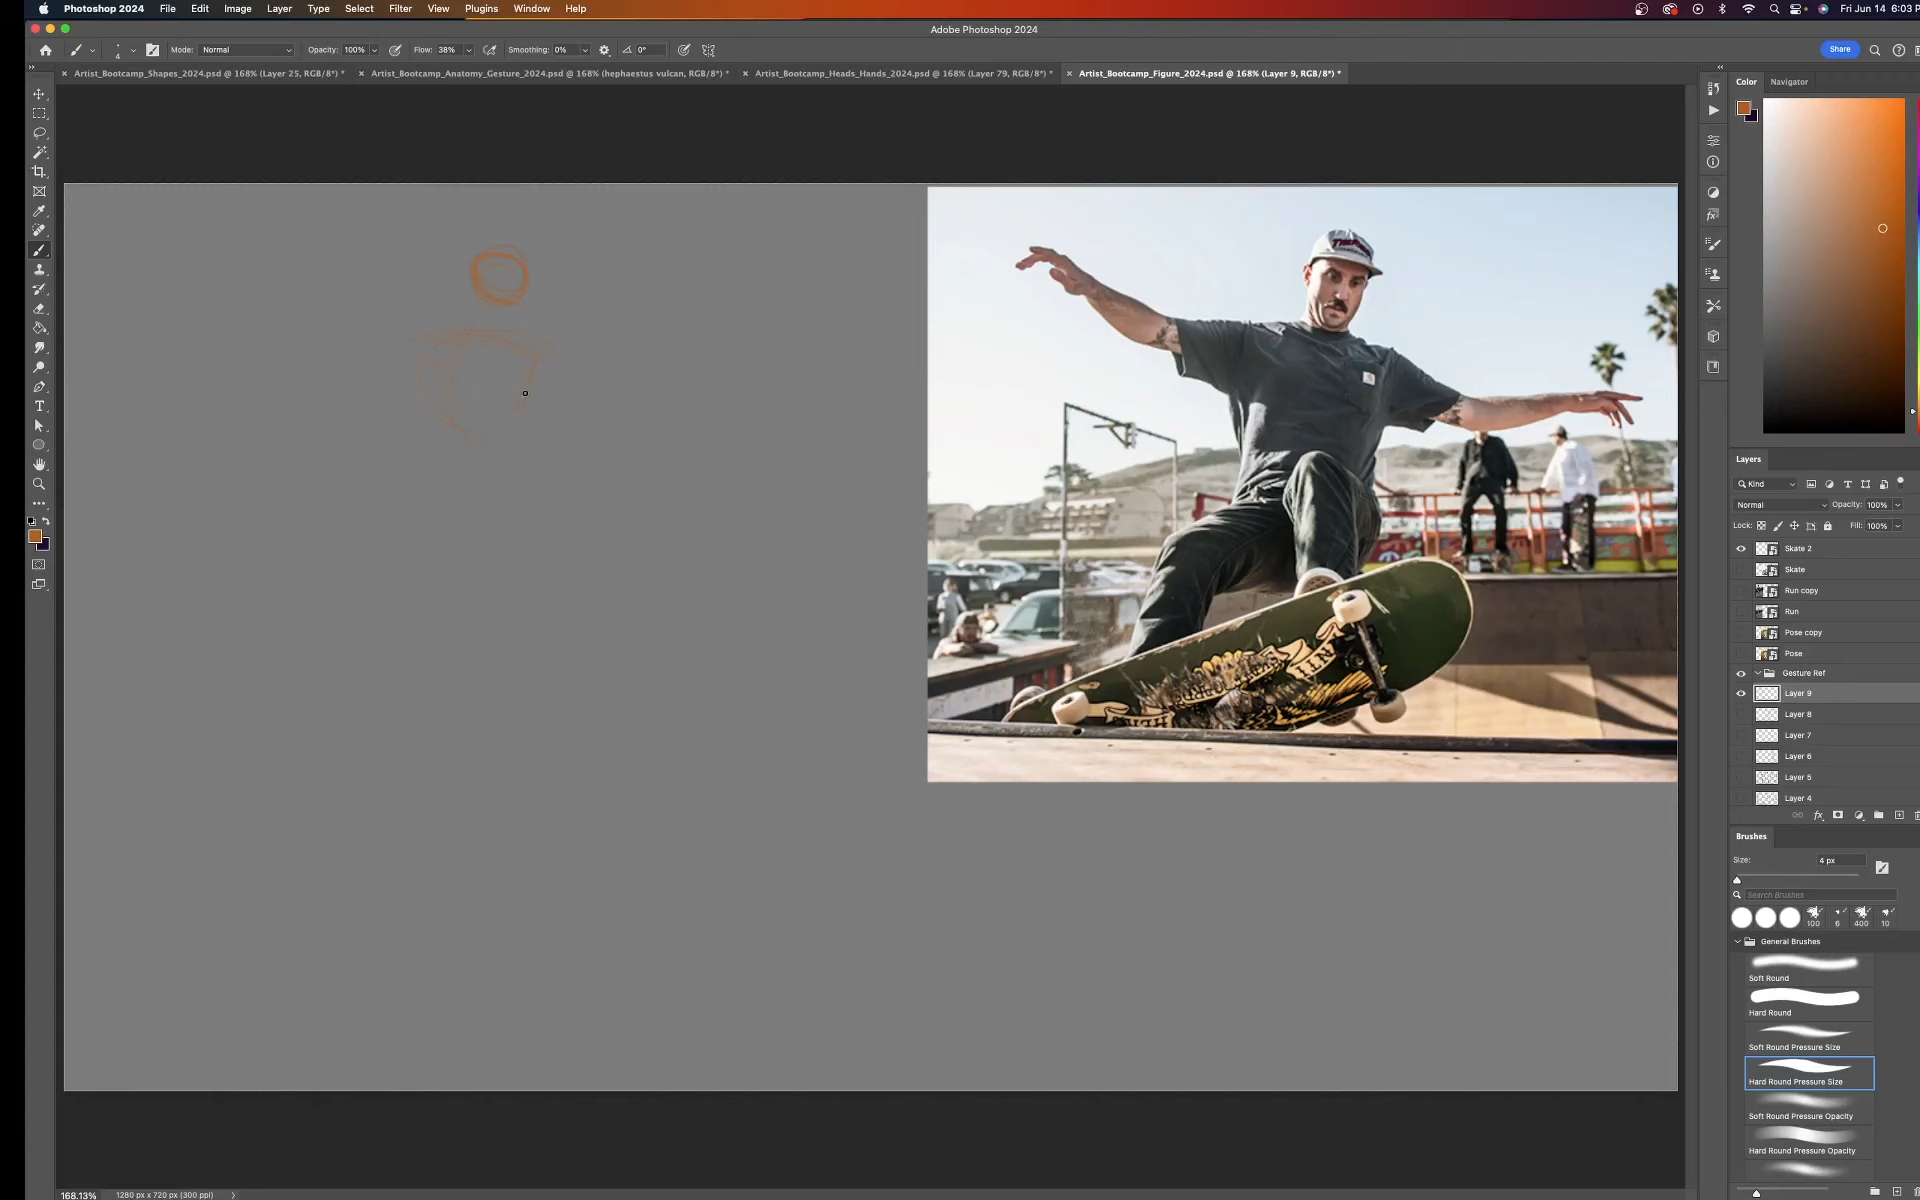 Photoshop 2024 File Edit Image Layer Type Select Filter View Plugins Window Help Fri Jun 14 6:03 P
Adobe Photoshop 2024
4 Mode: Normal Opacity: 100% Flow: 38% Smoothing: 0% 0° Share
Artist_Bootcamp_Shapes_2024.psd @ 168% (Layer 25, RGB/8*) * Artist_Bootcamp_Anatomy_Gesture_2024.psd @ 168% (hephaestus vulcan, RGB/8*) * Artist_Bootcamp_Heads_Hands_2024.psd @ 168% (Layer 79, RGB/8*) * Artist_Bootcamp_Figure_2024.psd @ 168% (Layer 9, RGB/8*) *
Color Navigator
Layers
Kind
Normal Opacity: 100%
Lock: Fill: 100%
Skate 2
Skate
Run copy
Run
Pose copy
Pose
Gesture Ref
Layer 9
Layer 8
Layer 7
Layer 6
Layer 5
Layer 4
Brushes
Size: 4 px
Search Brushes
100 6 400 10
General Brushes
Soft Round
Hard Round
Soft Round Pressure Size
Hard Round Pressure Size
Soft Round Pressure Opacity
Hard Round Pressure Opacity
168.13% 1280 px x 720 px (300 ppi)